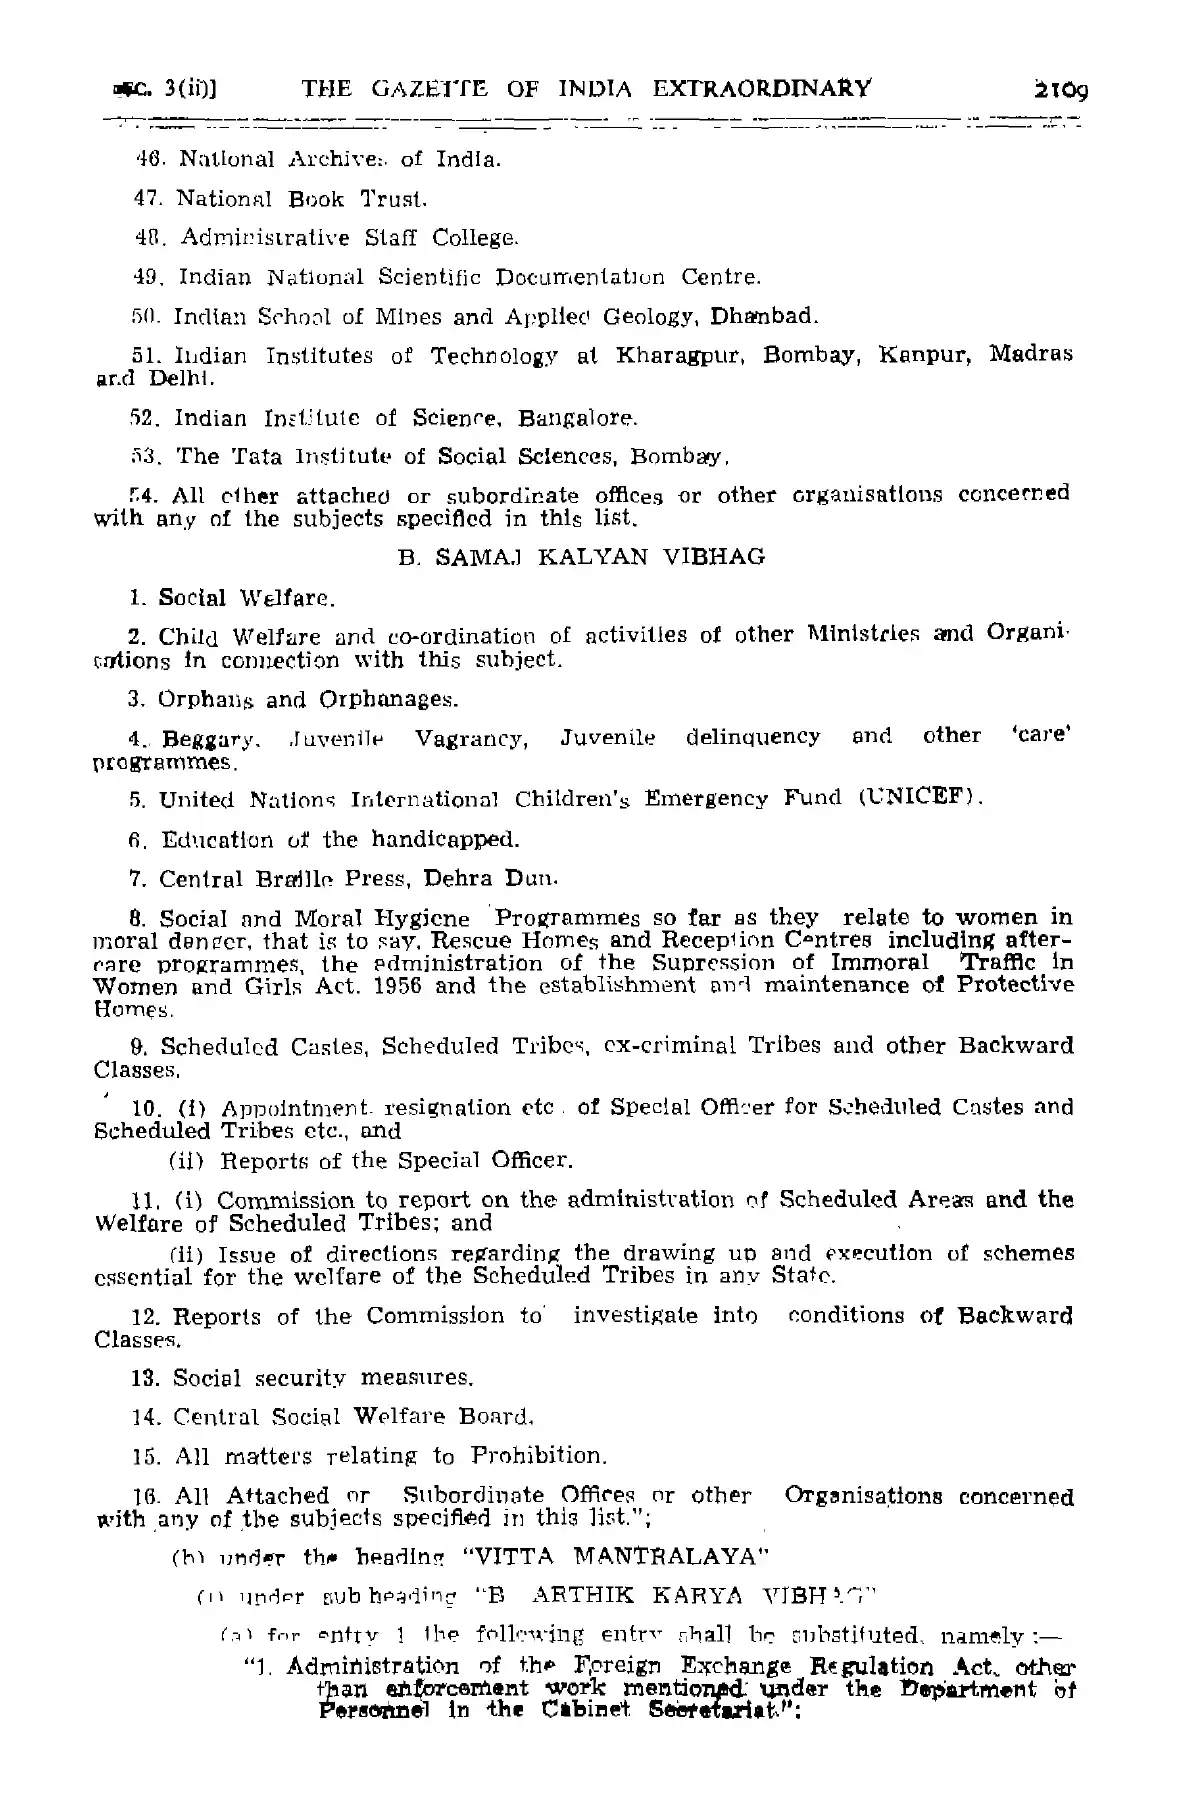 SEC. 3(ii)] THE GAZETTE OF INDIA EXTRAORDINARY 2109
46. National Archives of India.
47. National Book Trust.
48. Administrative Staff College.
49. Indian National Scientific Documentation Centre.
50. Indian School of Mines and Applied Geology, Dhanbad.
51. Indian Institutes of Technology at Kharagpur, Bombay, Kanpur, Madras
and Delhi.
52. Indian Institute of Science, Bangalore.
53. The Tata Institute of Social Sciences, Bombay.
54. All other attached or subordinate offices or other organisations concerned
with any of the subjects specified in this list.
B. SAMAJ KALYAN VIBHAG
1. Social Welfare.
2. Child Welfare and co-ordination of activities of other Ministries and Organi-
sations in connection with this subject.
3. Orphans and Orphanages.
4. Beggary, Juvenile Vagrancy, Juvenile delinquency and other 'care'
programmes.
5. United Nations International Children's Emergency Fund (UNICEF).
6. Education of the handicapped.
7. Central Braille Press, Dehra Dun.
8. Social and Moral Hygiene Programmes so far as they relate to women in
moral danger, that is to say, Rescue Homes and Reception Centres including after-
care programmes, the administration of the Supression of Immoral Traffic in
Women and Girls Act. 1956 and the establishment and maintenance of Protective
Homes.
9. Scheduled Castes, Scheduled Tribes, ex-criminal Tribes and other Backward
Classes.
10. (i) Appointment, resignation etc. of Special Officer for Scheduled Castes and
Scheduled Tribes etc., and
(ii) Reports of the Special Officer.
11. (i) Commission to report on the administration of Scheduled Areas and the
Welfare of Scheduled Tribes; and
(ii) Issue of directions regarding the drawing up and execution of schemes
essential for the welfare of the Scheduled Tribes in any State.
12. Reports of the Commission to investigate into conditions of Backward
Classes.
13. Social security measures.
14. Central Social Welfare Board.
15. All matters relating to Prohibition.
16. All Attached or Subordinate Offices or other Organisations concerned
with any of the subjects specified in this list.";
(b) under the heading "VITTA MANTRALAYA"
(i) under sub heading "B ARTHIK KARYA VIBHAG"
(a) for entry 1 the following entry shall be substituted, namely :—
"1. Administration of the Foreign Exchange Regulation Act, other
than enforcement work mentioned under the Department of
Personnel in the Cabinet Secretariat.";